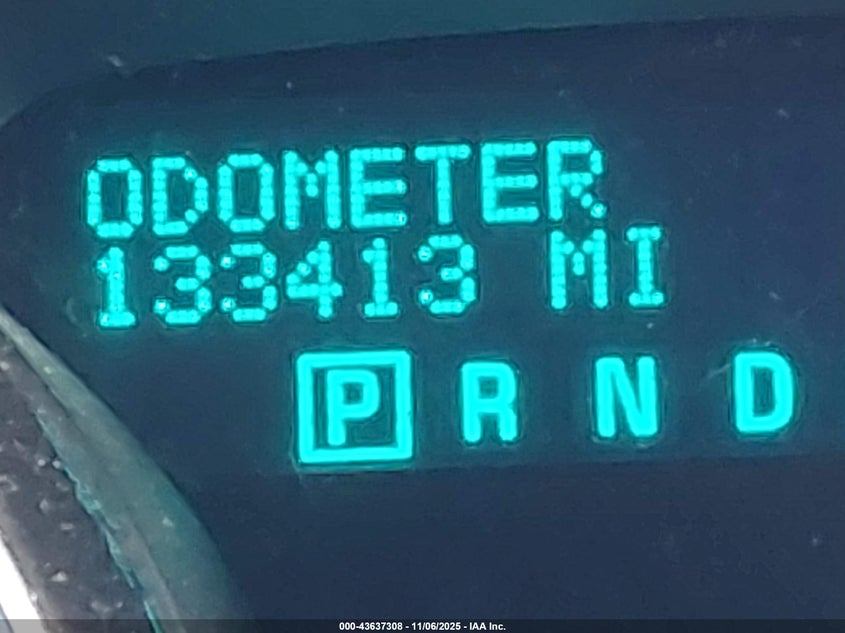 ODOMETER
133413 MI
P R N D
000-43637308 - 11/06/2025 - IAA Inc.